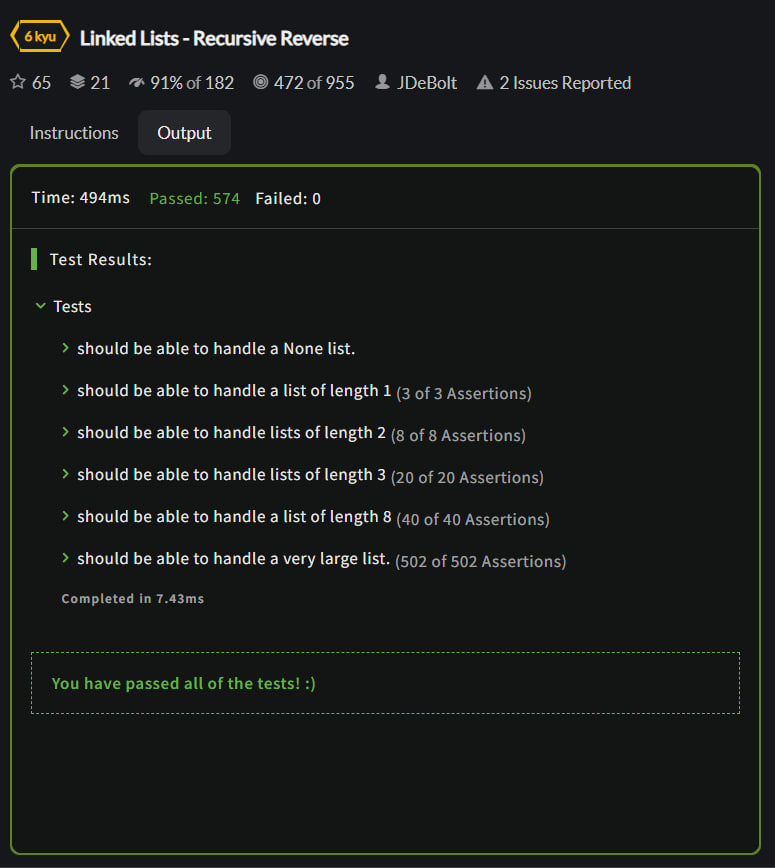 6 kyu Linked Lists - Recursive Reverse
65 21 91% of 182 472 of 955 JDeBolt 2 Issues Reported
Instructions Output
Time: 494ms Passed: 574 Failed: 0
Test Results:
Tests
should be able to handle a None list.
should be able to handle a list of length 1 (3 of 3 Assertions)
should be able to handle lists of length 2 (8 of 8 Assertions)
should be able to handle lists of length 3 (20 of 20 Assertions)
should be able to handle a list of length 8 (40 of 40 Assertions)
should be able to handle a very large list. (502 of 502 Assertions)
Completed in 7.43ms
You have passed all of the tests! :)